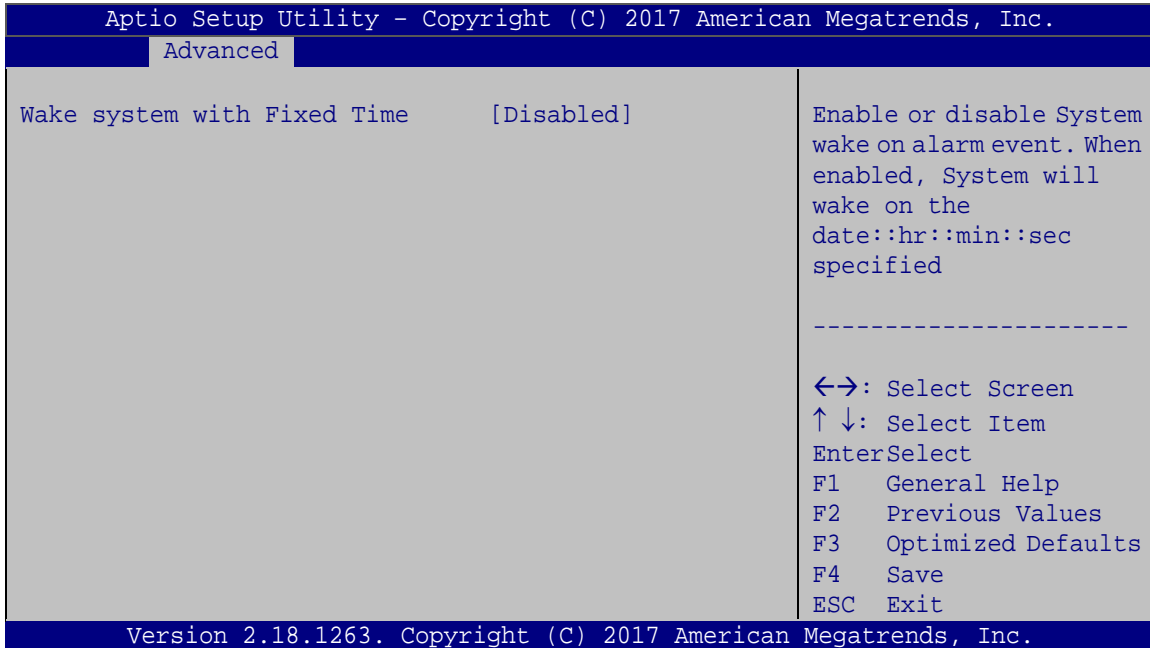 Aptio Setup Utility – Copyright (C) 2017 American Megatrends, Inc.
Advanced
Wake system with Fixed Time [Disabled]
Enable or disable System
wake on alarm event. When
enabled, System will
wake on the
date::hr::min::sec
specified
----------------------
←→: Select Screen
↑ ↓: Select Item
EnterSelect
F1 General Help
F2 Previous Values
F3 Optimized Defaults
F4 Save
ESC Exit
Version 2.18.1263. Copyright (C) 2017 American Megatrends, Inc.